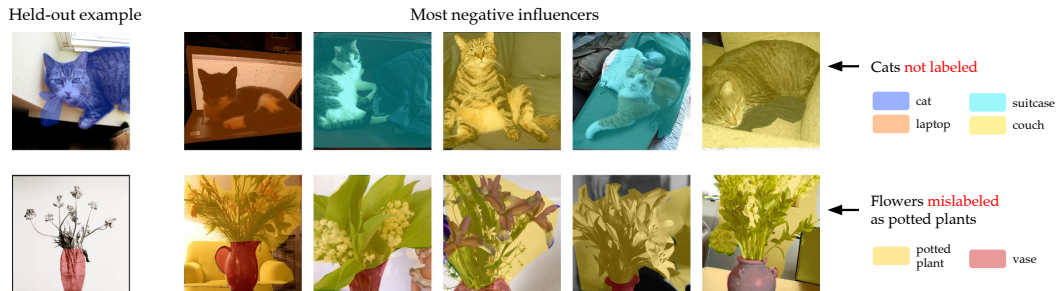 Held-out example
Most negative influencers
Cats not labeled
cat
suitcase
laptop
couch
Flowers mislabeled
as potted plants
potted
plant
vase